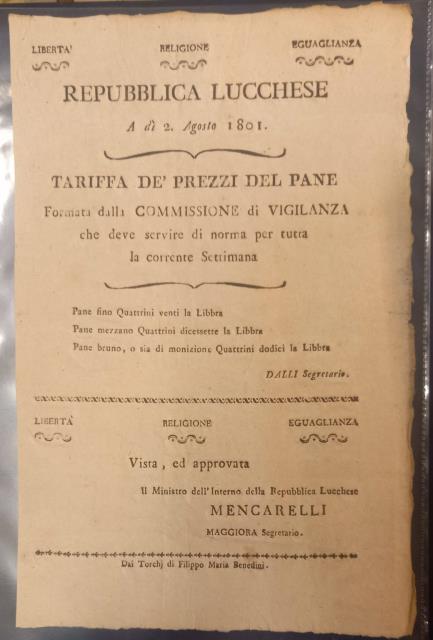 LIBERTA' RELIGIONE EGUAGLIANZA
REPUBBLICA LUCCHESE
A dì 2. Agosto 1801.
TARIFFA DE' PREZZI DEL PANE
Formata dalla COMMISSIONE di VIGILANZA
che deve servire di norma per tutta
la corrente Settimana
Pane fino Quattrini venti la Libbra
Pane mezzano Quattrini dicessette la Libbra
Pane bruno, o sia di monizione Quattrini dodici la Libbra
DALLI Segretario.
LIBERTÀ RELIGIONE EGUAGLIANZA
Vista, ed approvata
Il Ministro dell'Interno della Repubblica Lucchese
MENCARELLI
MAGGIORA Segretario.
Dai Torchj di Filippo Maria Benedini.